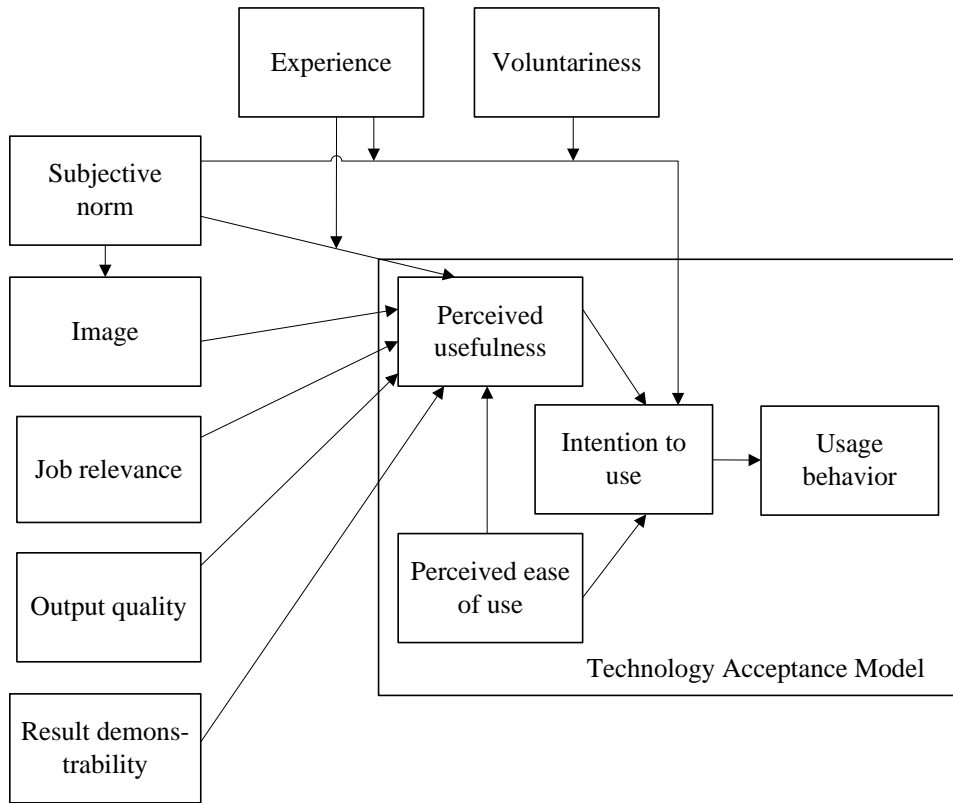 Experience
Voluntariness
Subjective
norm
Image
Perceived
usefulness
Job relevance
Intention to
use
Usage
behavior
Output quality
Perceived ease
of use
Technology Acceptance Model
Result demons-
trability